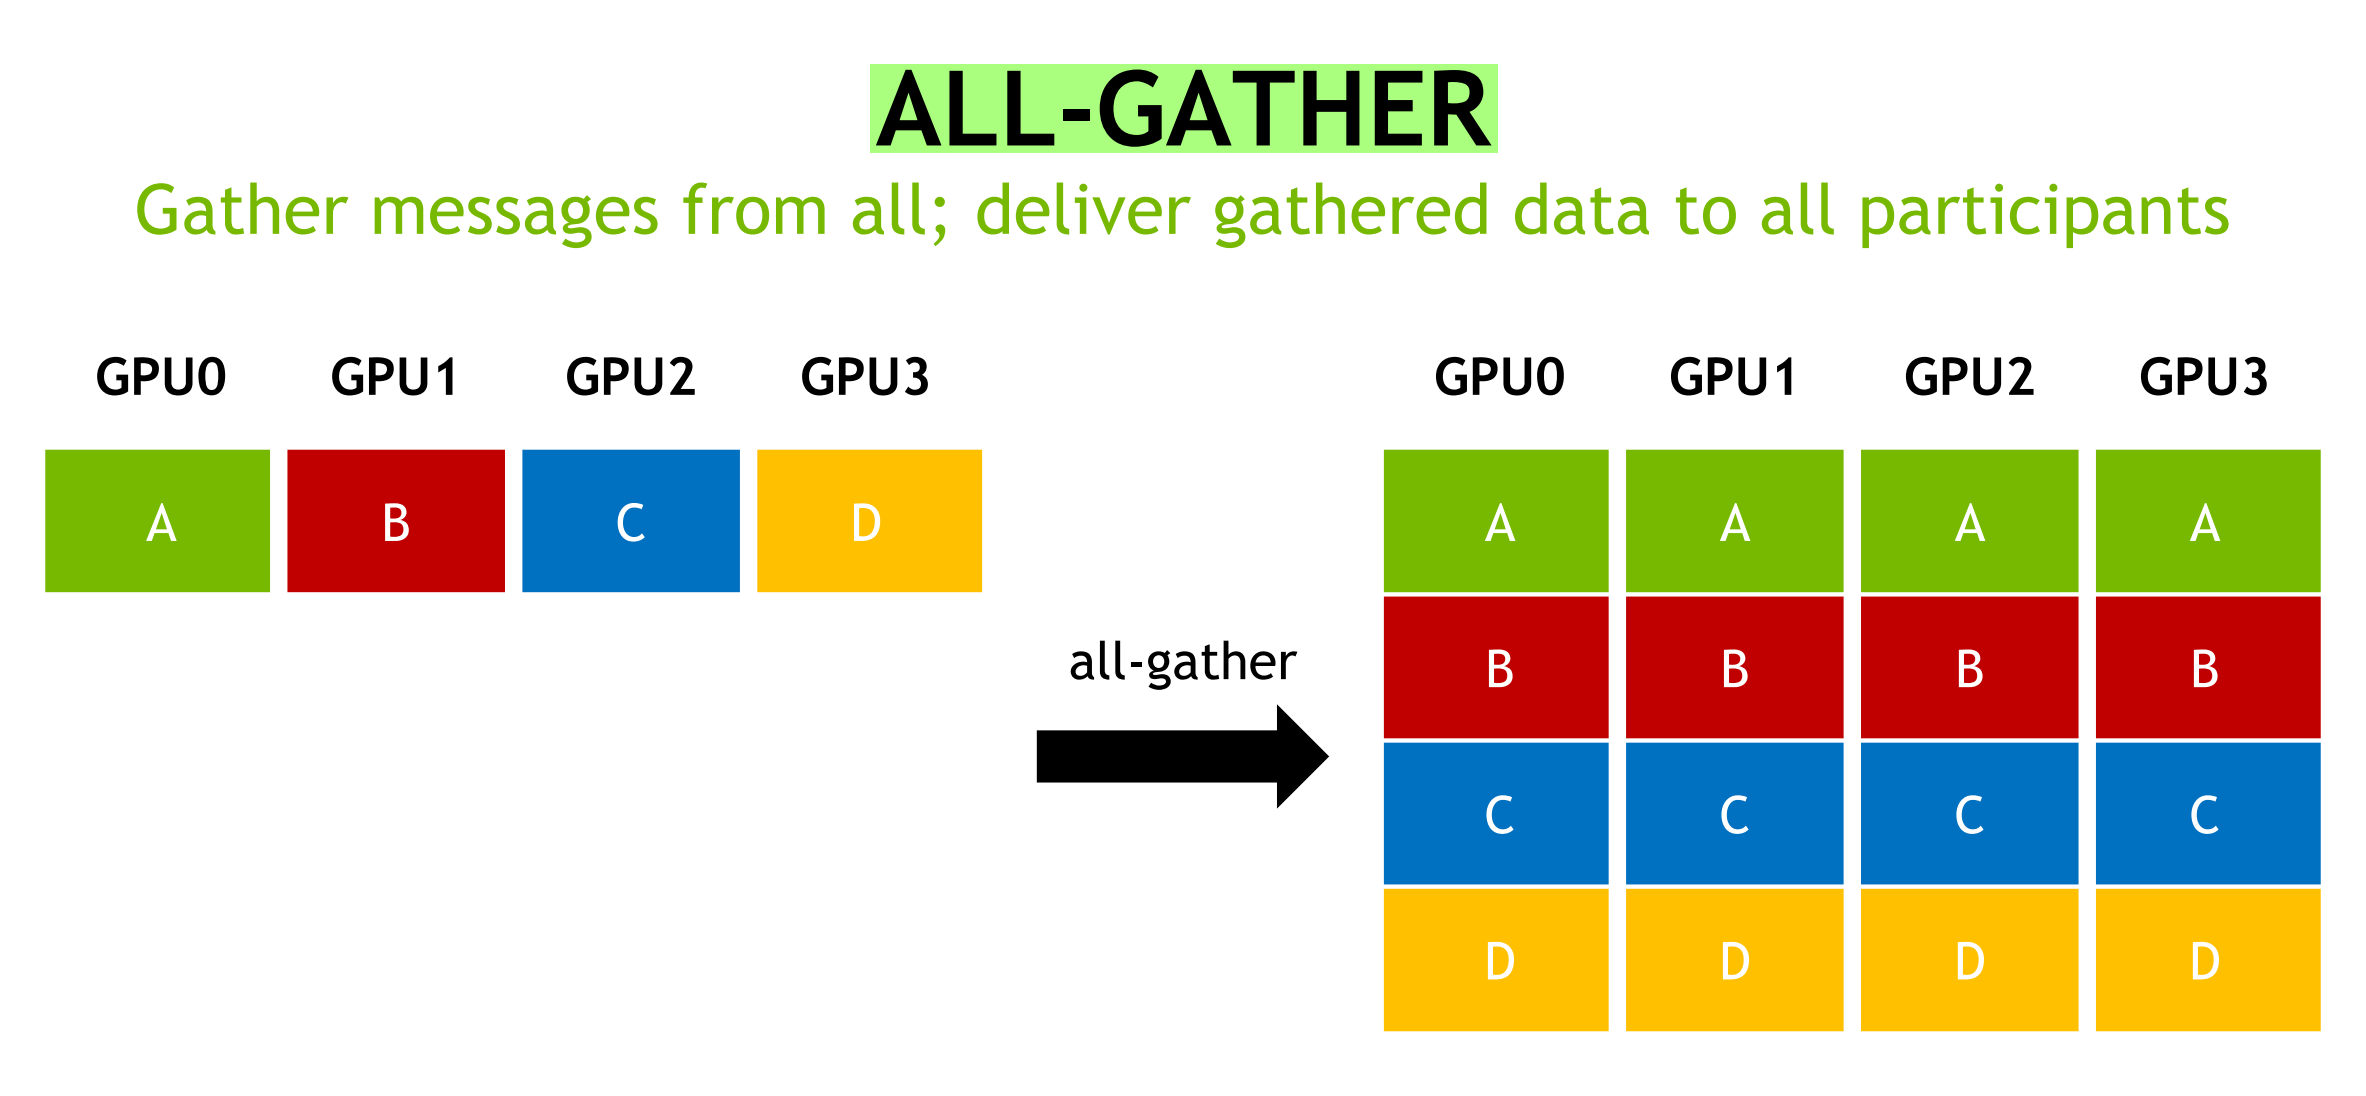 ALL-GATHER
Gather messages from all; deliver gathered data to all participants
GPU0 GPU1 GPU2 GPU3
A B C D
all-gather
GPU0 GPU1 GPU2 GPU3
A A A A
B B B B
C C C C
D D D D